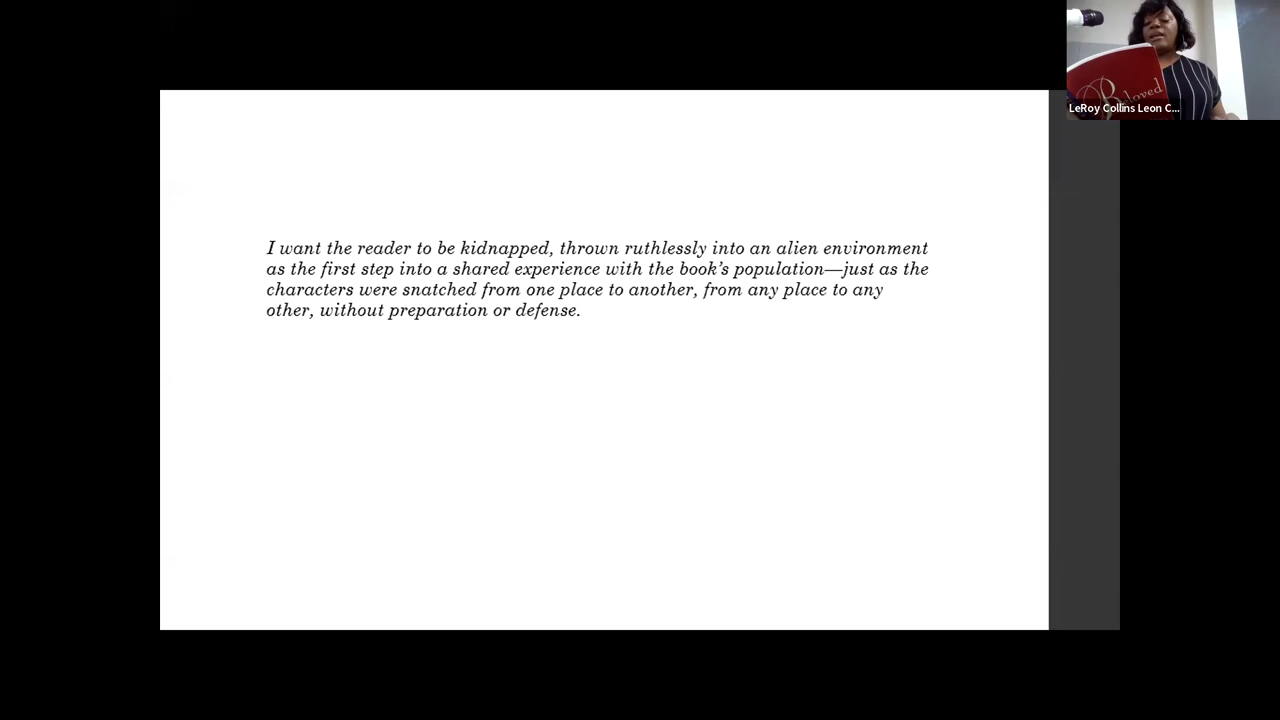 Beloved
LeRoy Collins Leon C...
I want the reader to be kidnapped, thrown ruthlessly into an alien environment
as the first step into a shared experience with the book’s population—just as the
characters were snatched from one place to another, from any place to any
other, without preparation or defense.